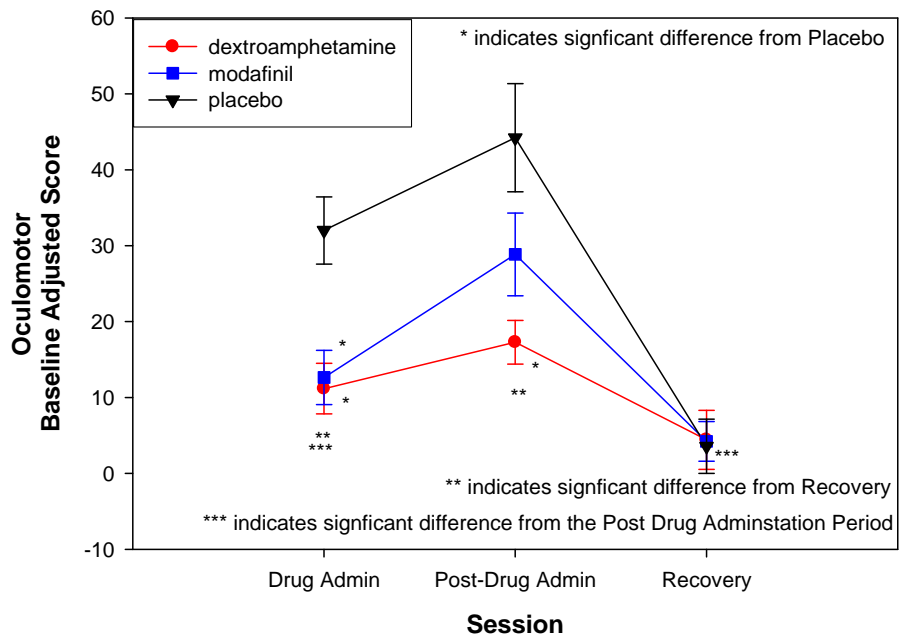 60
50
40
30
20
10
0
-10
Oculomotor
Baseline Adjusted Score
dextroamphetamine
modafinil
placebo
* indicates signficant difference from Placebo
*
*
**
***
*
**
***
** indicates signficant difference from Recovery
*** indicates signficant difference from the Post Drug Adminstation Period
Drug Admin
Post-Drug Admin
Recovery
Session